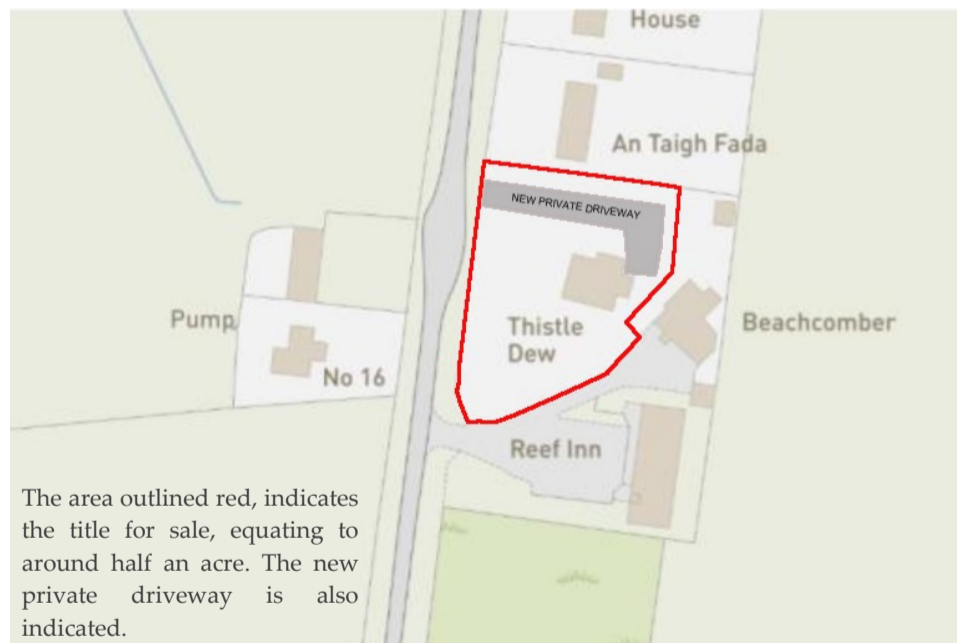 House
An Taigh Fada
NEW PRIVATE DRIVEWAY
Pump
Thistle
Dew
Beachcomber
No 16
Reef Inn
The area outlined red, indicates
the title for sale, equating to
around half an acre. The new
private driveway is also
indicated.